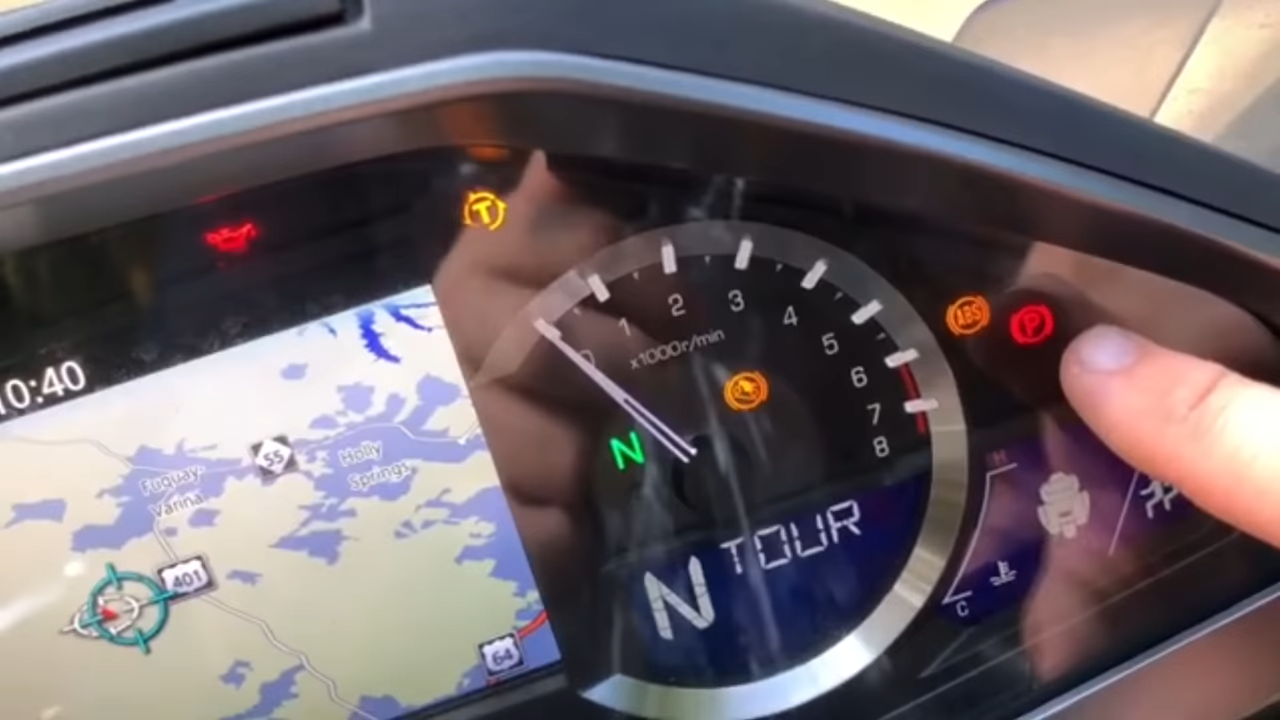 T
10:40
55
Holly
Springs
Fuquay-
Varina
401
64
0
1
2
3
4
5
6
7
8
x1000r/min
N
TOUR
N
ABS
P
H
C